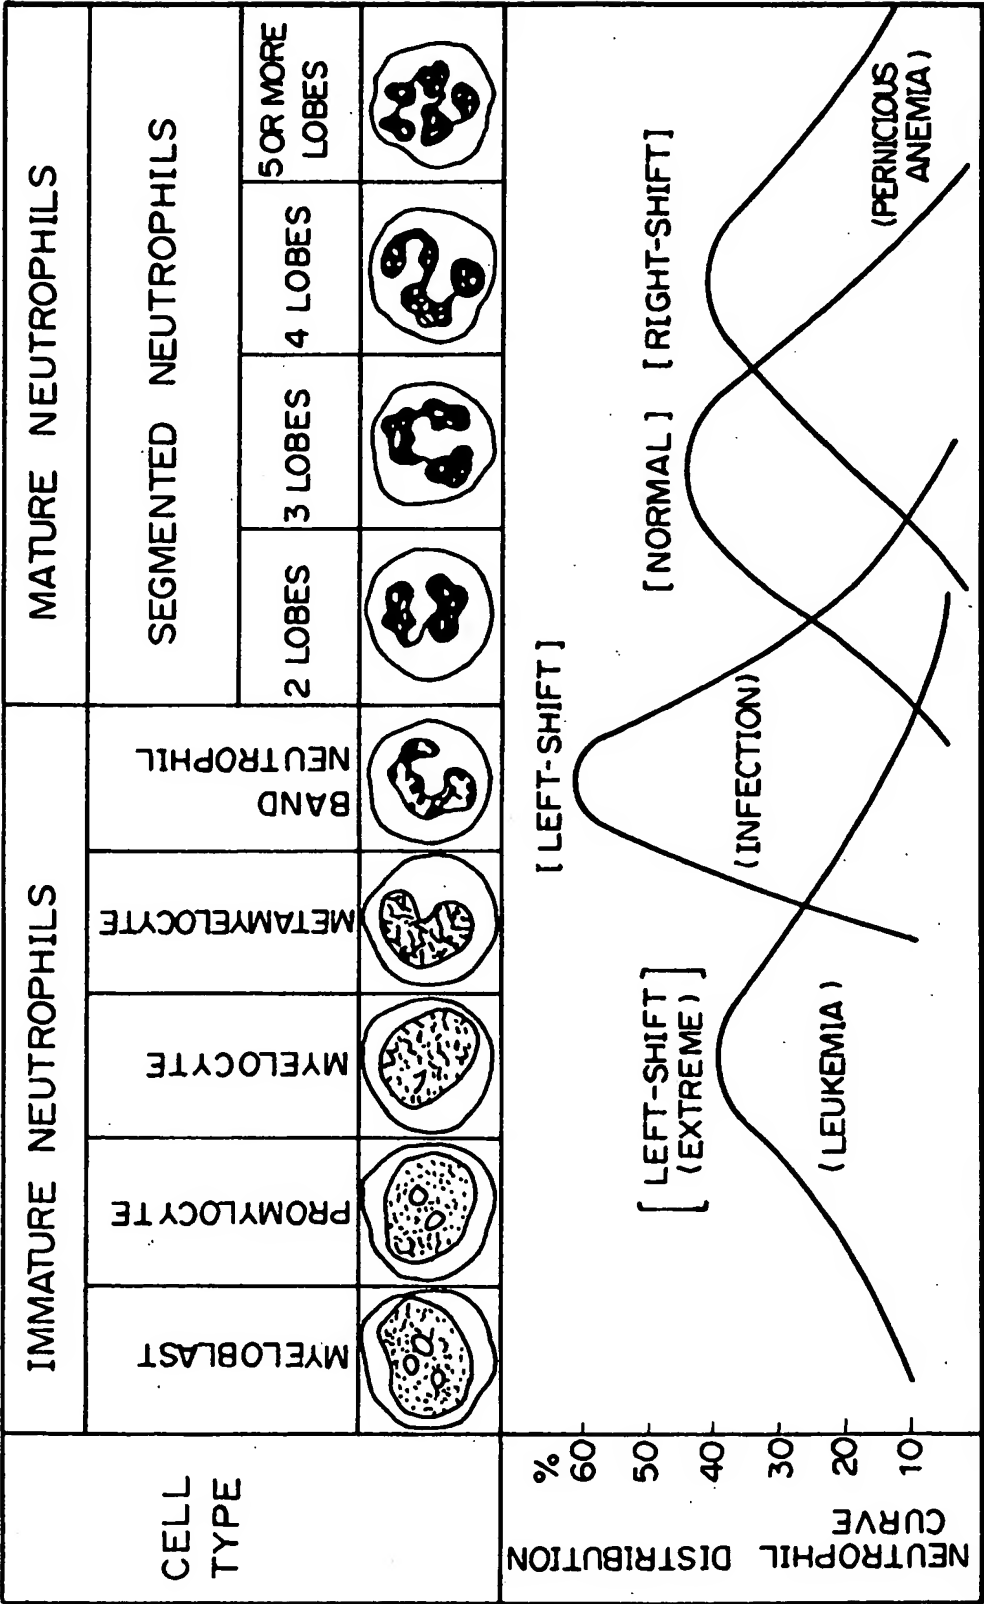 CELL
TYPE
IMMATURE NEUTROPHILS
MATURE NEUTROPHILS
SEGMENTED NEUTROPHILS
MYELOBLAST
PROMYLOCYTE
MYELOCYTE
METAMYELOCYTE
BAND
NEUTROPHIL
2 LOBES
3 LOBES
4 LOBES
5 OR MORE
LOBES
NEUTROPHIL DISTRIBUTION
CURVE
%
60
50
40
30
20
10
[LEFT-SHIFT
(EXTREME)]
(LEUKEMIA)
[LEFT-SHIFT]
(INFECTION)
[NORMAL]
[RIGHT-SHIFT]
(PERNICIOUS
ANEMIA)